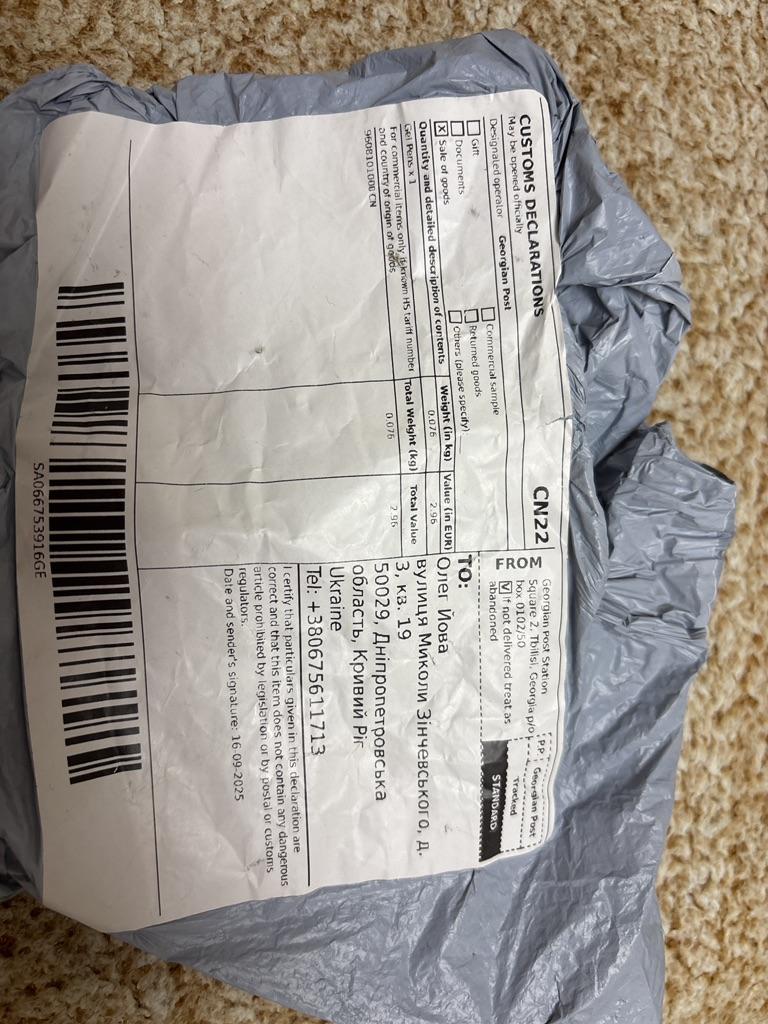 CUSTOMS DECLARATIONS
CN22
May be opened officially
Designated operator Georgian Post
Gift
Commercial sample
Documents
Returned goods
X Sale of goods
Others (please specify):
Quantity and detailed description of contents
Weight (in kg)
Value (in EUR)
Gel Pens x 1
0.076
2.96
For commercial items only, if known HS tariff number
and country of origin of goods
Total Weight (kg)
Total Value
9608101000 CN
0.076
2.96
FROM
Georgian Post Station
Square 2, Tbilisi, Georgia p/o
box 0102/50
V If not delivered treat as
abandoned
P.P.
Georgian Post
Tracked
STANDARD
TO:
Олег Йова
вулиця Миколи Зінчевського, д.
3, кв. 19
50029, Дніпропетровська
область, Кривий Ріг
Ukraine
Tel: +380675611713
I certify that particulars given in this declaration are
correct and that this item does not contain any dangerous
article prohibited by legislation or by postal or customs
regulators.
Date and sender's signature: 16-09-2025
SA066753916GE